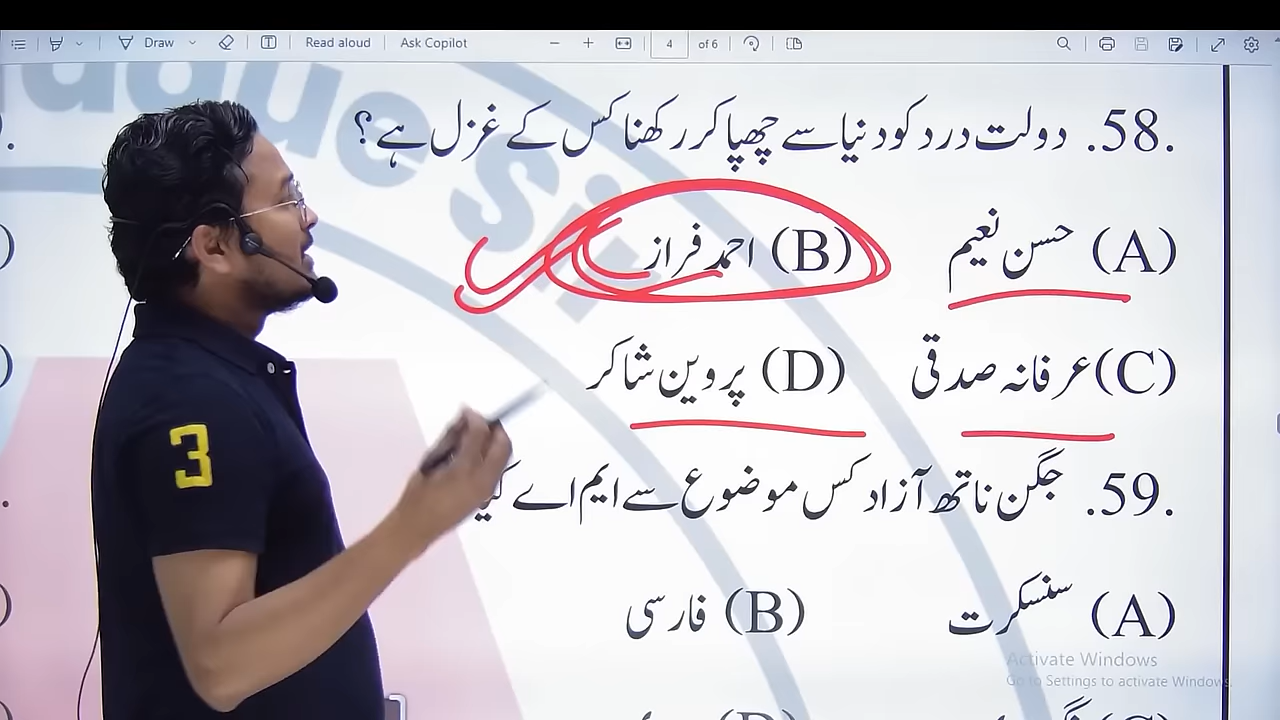 Draw
Read aloud
Ask Copilot
4
of 6
58. دولت درد کو دنیا سے چھپا کر رکھنا کس کے غزل ہے؟
(A) حسن نعیم (B) احمد فراز
(C) عرفانہ صدقی (D) پروین شاکر
59. جگن ناتھ آزاد کس موضوع سے ایم اے
(A) سنسکرت (B) فارسی
3
Activate Windows
Go to Settings to activate Windows.